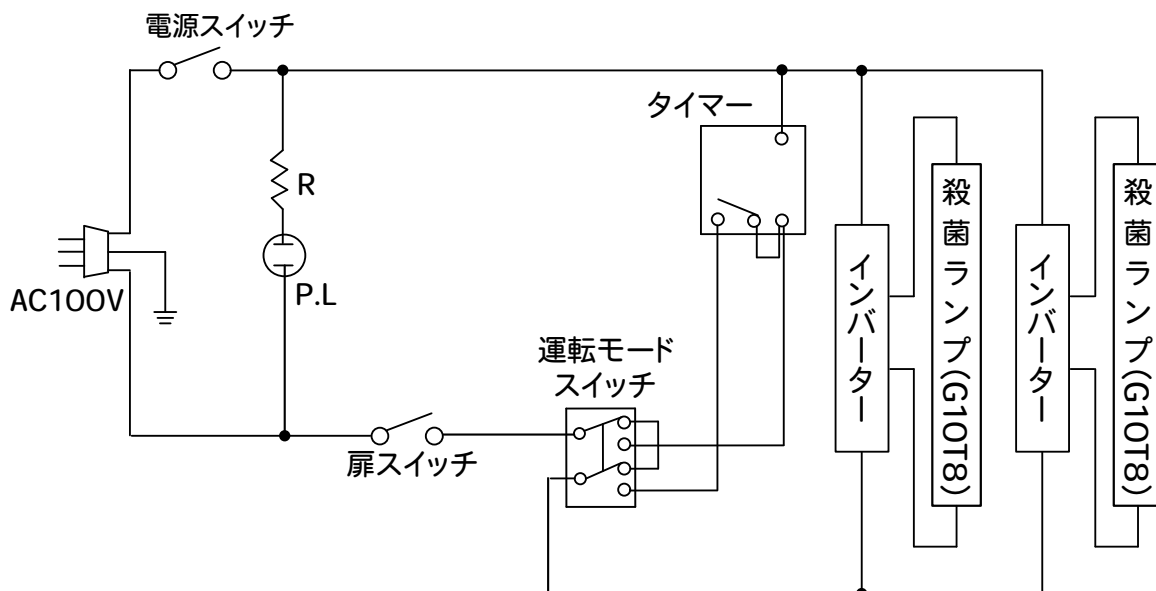 電源スイッチ
タイマー
R
P.L
AC100V
運転モード
スイッチ
扉スイッチ
インバーター
殺菌ランプ(G10T8)
インバーター
殺菌ランプ(G10T8)